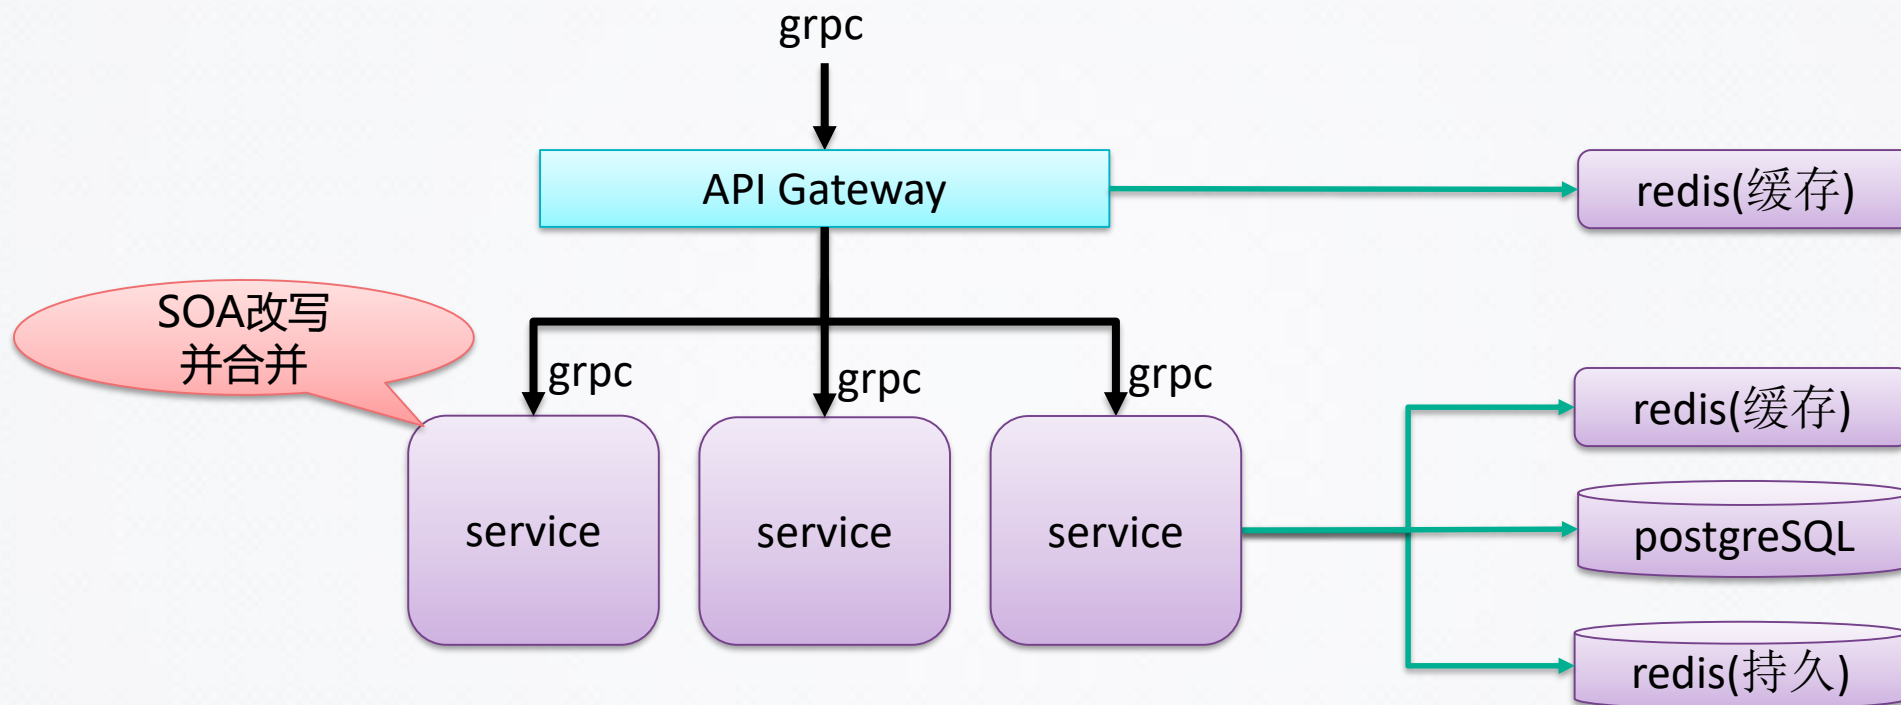 grpc
API Gateway
redis(缓存)
SOA改写
并合并
grpc
grpc
grpc
redis(缓存)
service
service
service
postgreSQL
redis(持久)